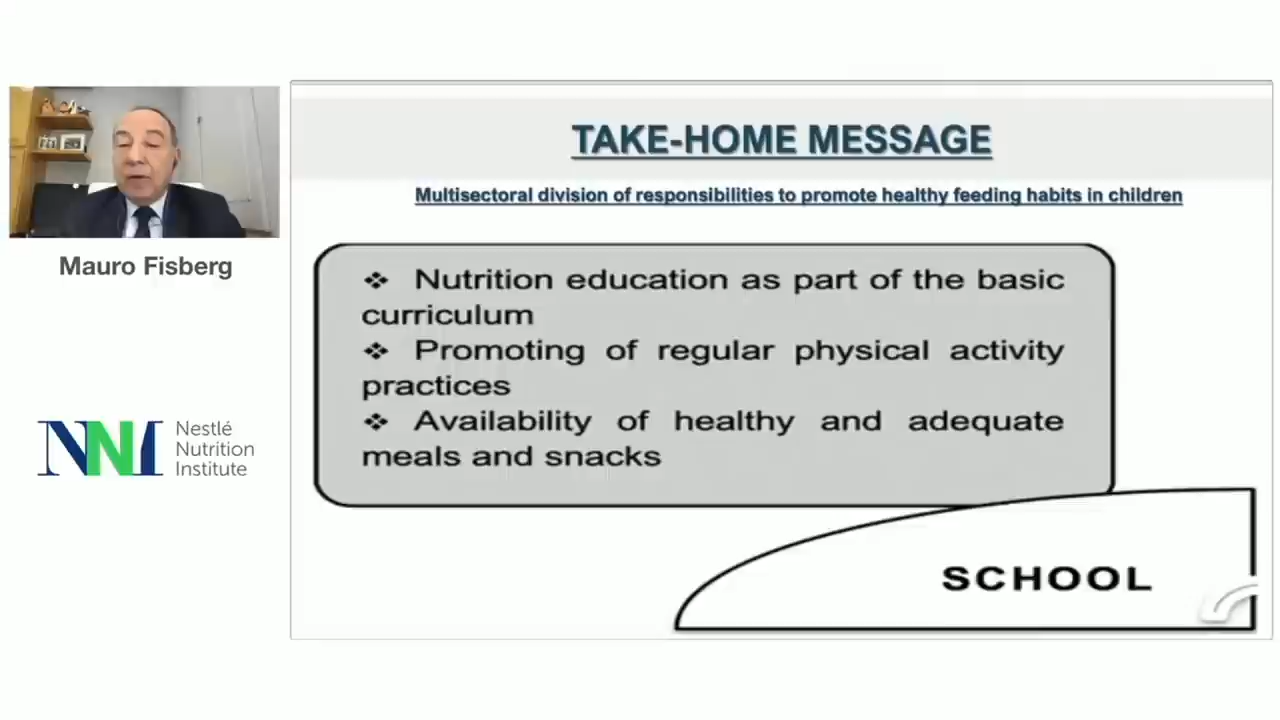 TAKE-HOME MESSAGE
Multisectoral division of responsibilities to promote healthy feeding habits in children
Mauro Fisberg
❖ Nutrition education as part of the basic
curriculum
❖ Promoting of regular physical activity
practices
❖ Availability of healthy and adequate
meals and snacks
NNI
Nestlé
Nutrition
Institute
SCHOOL